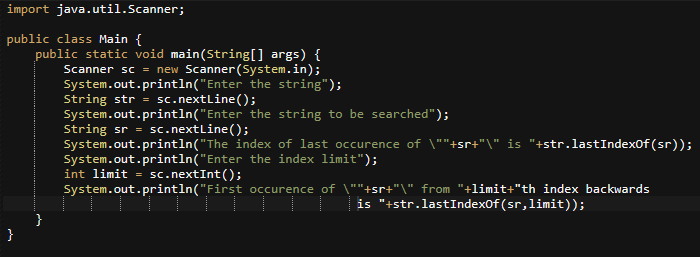 import java.util.Scanner;
public class Main {
public static void main(String[] args) {
Scanner sc = new Scanner(System.in);
System.out.println("Enter the string");
String str = sc.nextLine();
System.out.println("Enter the string to be searched");
String sr = sc.nextLine();
System.out.println("The index of last occurence of \""+sr+"\" is "+str.lastIndexOf(sr));
System.out.println("Enter the index limit");
int limit = sc.nextInt();
System.out.println("First occurence of \""+sr+"\" from "+limit+"th index backwards
is "+str.lastIndexOf(sr,limit));
}
}